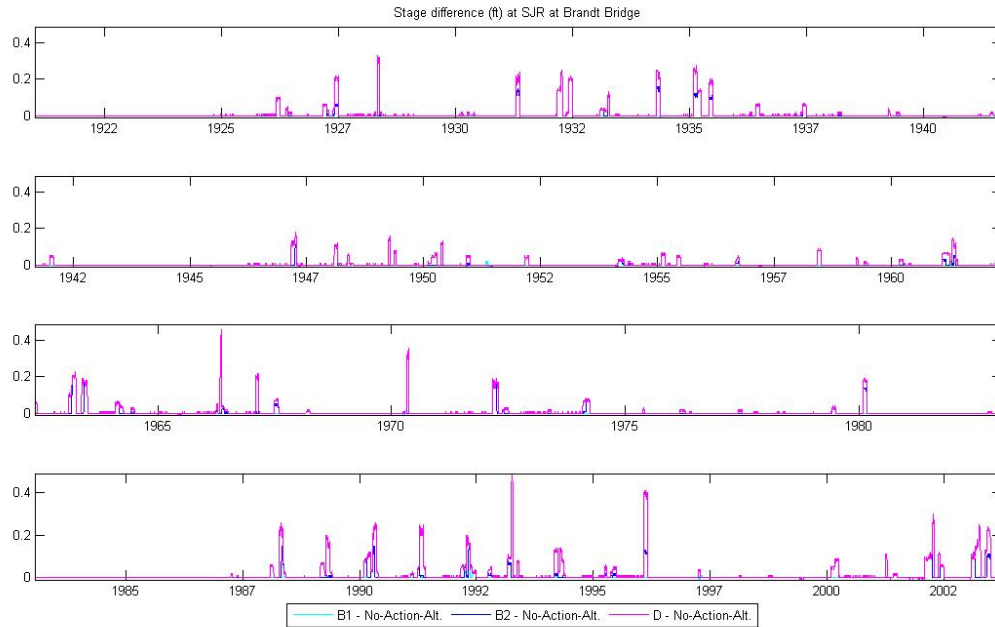 Stage difference (ft) at SJR at Brandt Bridge
0.4
0.2
0
1922 1925 1927 1930 1932 1935 1937 1940
0.4
0.2
0
1942 1945 1947 1950 1952 1955 1957 1960
0.4
0.2
0
1965 1970 1975 1980
0.4
0.2
0
1985 1987 1990 1992 1995 1997 2000 2002
B1 - No-Action-Alt. B2 - No-Action-Alt. D - No-Action-Alt.